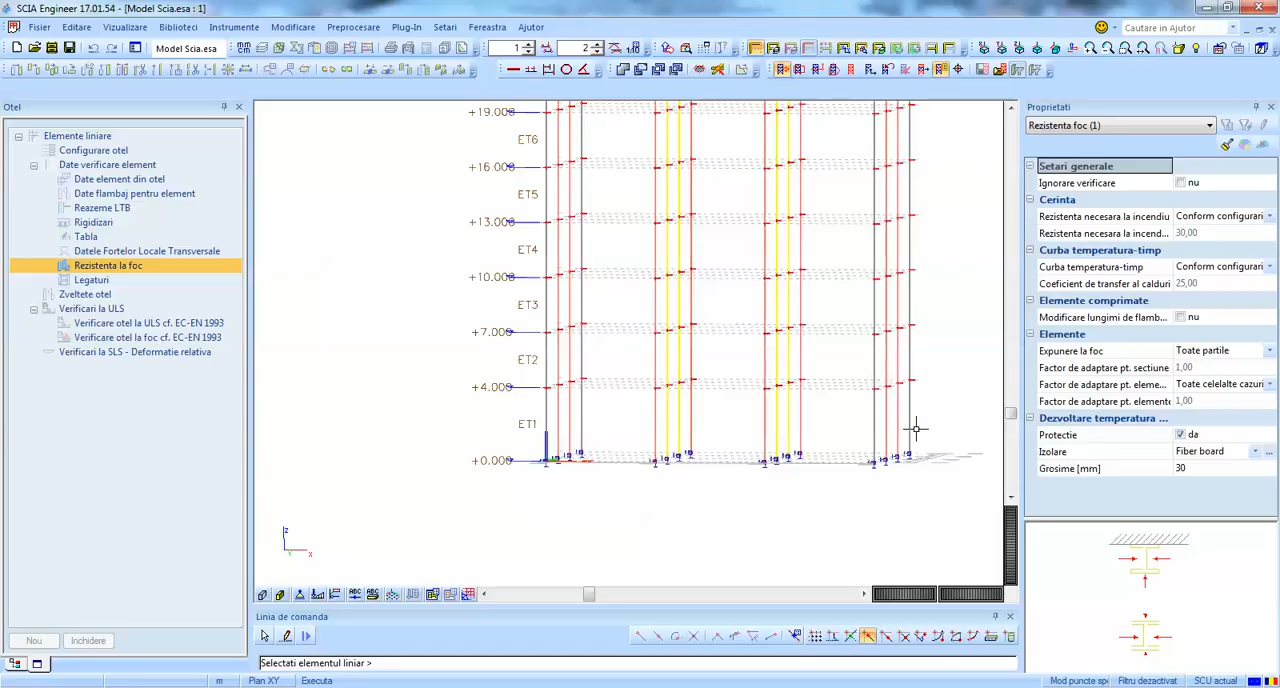 SCIA Engineer 17.01.54 - [Model Scia.esa : 1]
Fisier Editare Vizualizare Biblioteci Instrumente Modificare Preprocesare Plug-In Setari Fereastra Ajutor
Cautare in Ajutor
Model Scia.esa
1 2
Otel
Elemente liniare
Configurare otel
Date verificare element
Date element din otel
Date flambaj pentru element
Reazeme LTB
Rigidizari
Tabla
Datele Fortelor Locale Transversale
Rezistenta la foc
Legaturi
Zveltete otel
Verificari la ULS
Verificare otel la ULS cf. EC-EN 1993
Verificare otel la foc cf. EC-EN 1993
Verificari la SLS - Deformatie relativa
Nou Inchidere
+19.000
ET6
+16.000
ET5
+13.000
ET4
+10.000
ET3
+7.000
ET2
+4.000
ET1
+0.000
Z
Y X
Proprietati
Rezistenta foc (1)
Setari generale
Ignorare verificare nu
Cerinta
Rezistenta necesara la incendiu Conform configurari
Rezistenta necesara la incend... 30,00
Curba temperatura-timp
Curba temperatura-timp Conform configurari
Coeficient de transfer al calduri 25,00
Elemente comprimate
Modificare lungimi de flamb... nu
Elemente
Expunere la foc Toate partile
Factor de adaptare pt. sectiune 1,00
Factor de adaptare pt. eleme... Toate celelalte cazuri
Factor de adaptare pt. elemente 1,00
Dezvoltare temperatura ...
Protectie da
Izolare Fiber board ...
Grosime [mm] 30
Linia de comanda
Selectati elementul liniar >
m Plan XY Executa Mod puncte sp Filtru dezactivat SCU actual